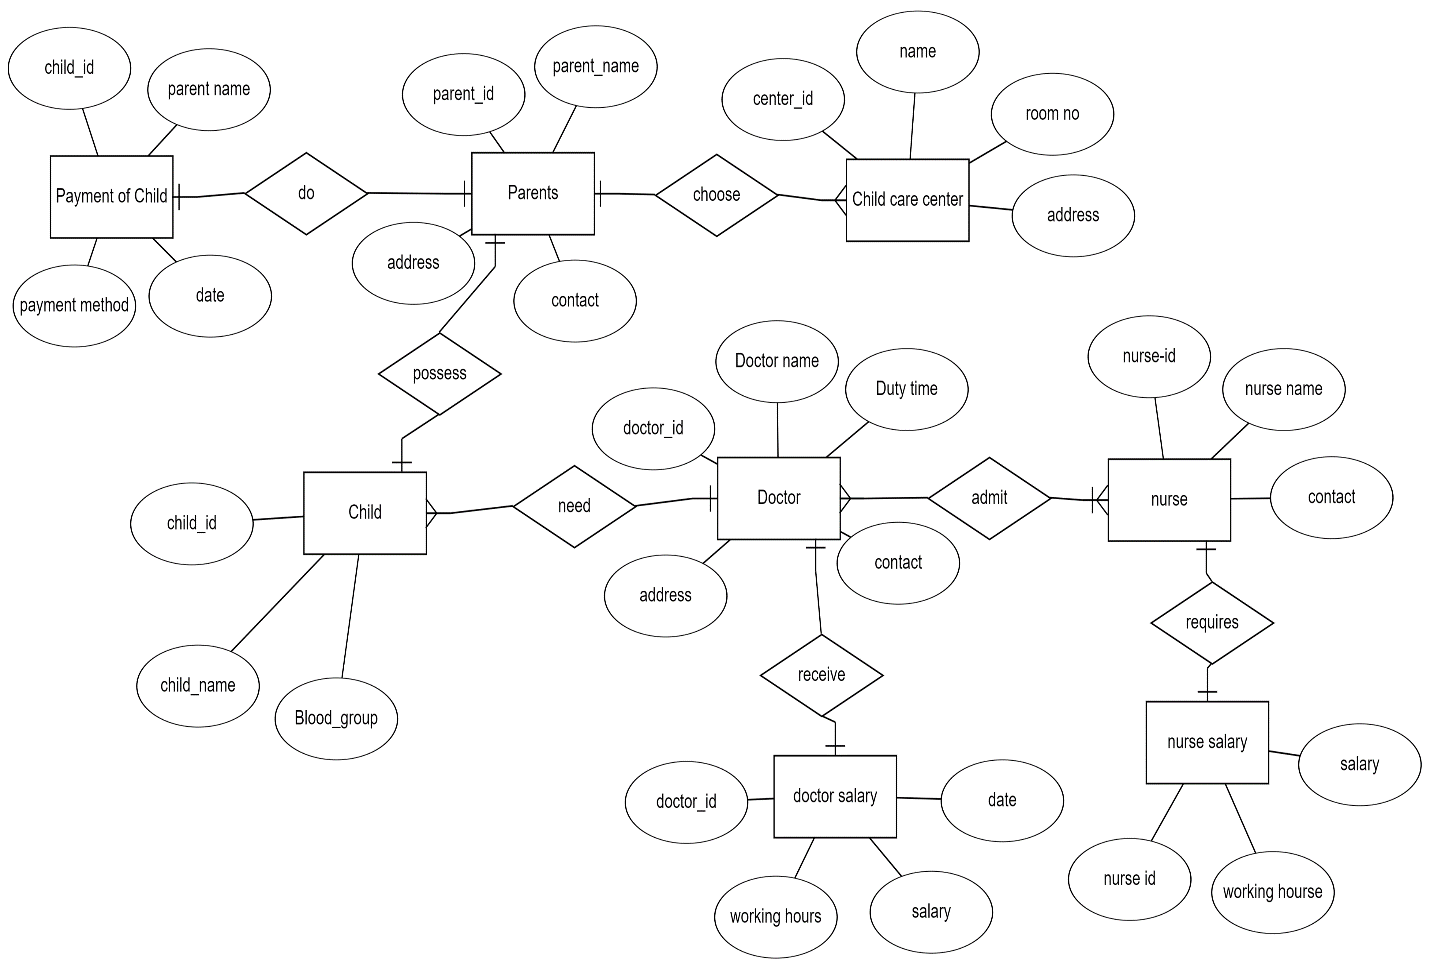 child_id
parent name
Payment of Child
payment method
date
do
parent_id
parent_name
Parents
address
contact
choose
center_id
name
room no
Child care center
address
possess
Child
child_id
child_name
Blood_group
need
doctor_id
Doctor name
Duty time
Doctor
address
contact
admit
nurse-id
nurse name
nurse
contact
receive
requires
doctor salary
doctor_id
date
working hours
salary
nurse salary
salary
nurse id
working hourse